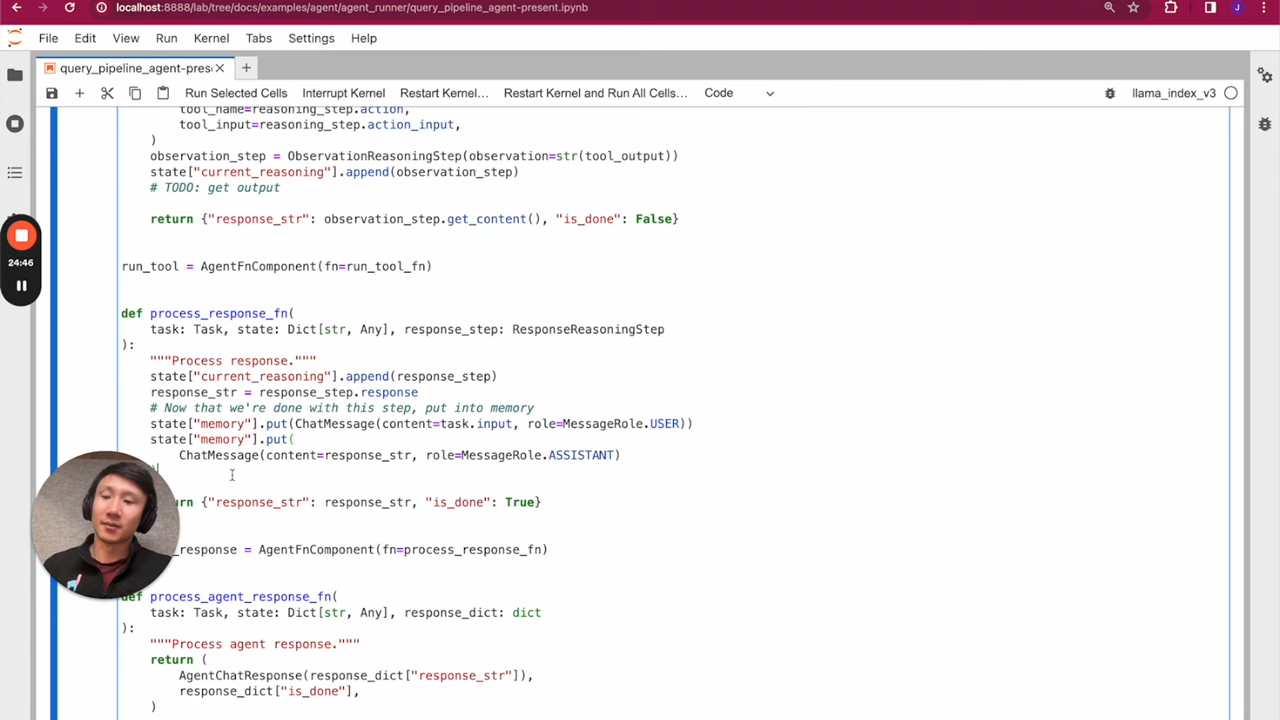 localhost:8888/lab/tree/docs/examples/agent/agent_runner/query_pipeline_agent-present.ipynb
J
File Edit View Run Kernel Tabs Settings Help
query_pipeline_agent-prese
Run Selected Cells Interrupt Kernel Restart Kernel… Restart Kernel and Run All Cells… Code llama_index_v3
tool_name=reasoning_step.action,
tool_input=reasoning_step.action_input,
)
observation_step = ObservationReasoningStep(observation=str(tool_output))
state["current_reasoning"].append(observation_step)
# TODO: get output
return {"response_str": observation_step.get_content(), "is_done": False}
24:46
run_tool = AgentFnComponent(fn=run_tool_fn)
def process_response_fn(
task: Task, state: Dict[str, Any], response_step: ResponseReasoningStep
):
"""Process response."""
state["current_reasoning"].append(response_step)
response_str = response_step.response
# Now that we're done with this step, put into memory
state["memory"].put(ChatMessage(content=task.input, role=MessageRole.USER))
state["memory"].put(
ChatMessage(content=response_str, role=MessageRole.ASSISTANT)
)
rn {"response_str": response_str, "is_done": True}
_response = AgentFnComponent(fn=process_response_fn)
def process_agent_response_fn(
task: Task, state: Dict[str, Any], response_dict: dict
):
"""Process agent response."""
return (
AgentChatResponse(response_dict["response_str"]),
response_dict["is_done"],
)